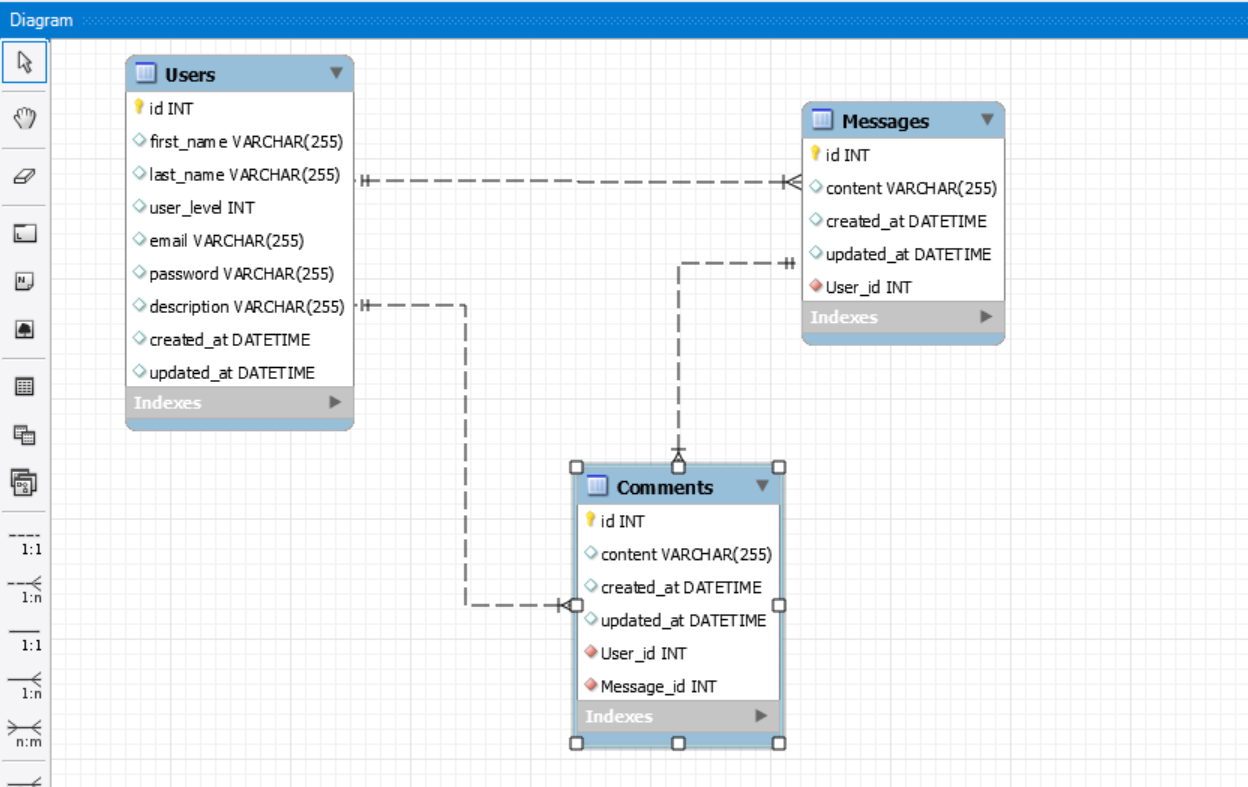 Diagram
Users
id INT
first_name VARCHAR(255)
last_name VARCHAR(255)
user_level INT
email VARCHAR(255)
password VARCHAR(255)
description VARCHAR(255)
created_at DATETIME
updated_at DATETIME
Indexes
Messages
id INT
content VARCHAR(255)
created_at DATETIME
updated_at DATETIME
User_id INT
Indexes
Comments
id INT
content VARCHAR(255)
created_at DATETIME
updated_at DATETIME
User_id INT
Message_id INT
Indexes
1:1
1:n
1:1
1:n
n:m